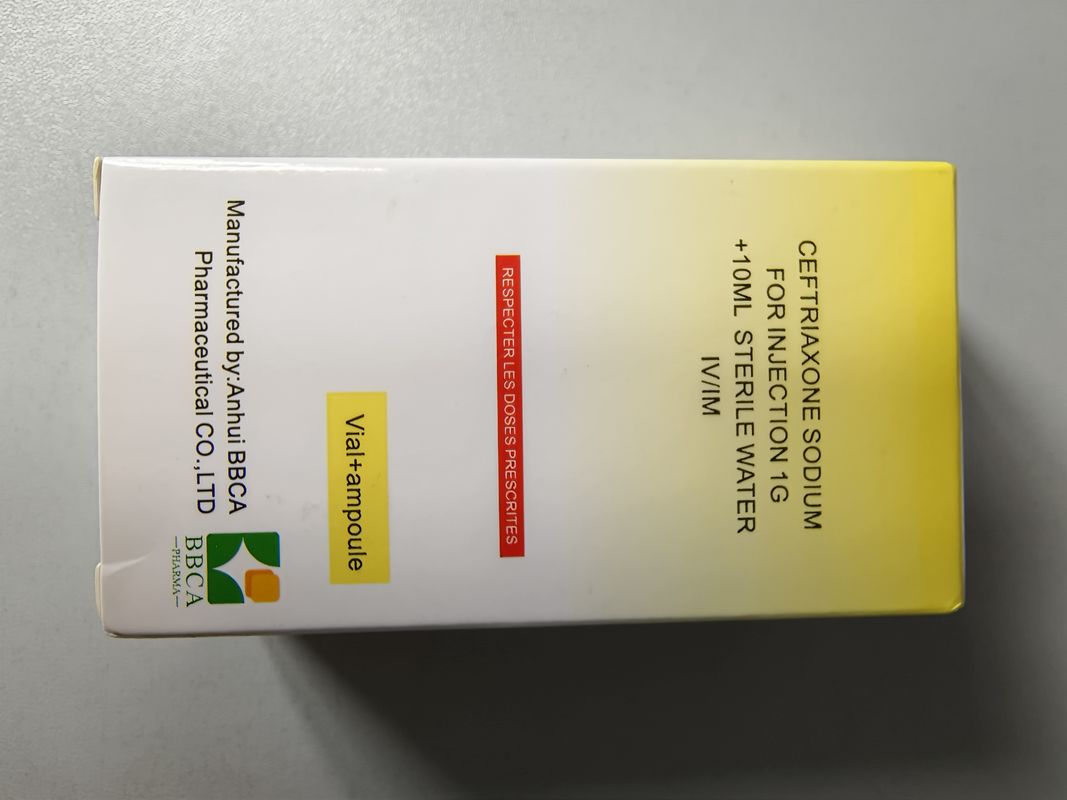 CEFTRIAXONE SODIUM
FOR INJECTION 1G
+10ML STERILE WATER
IV/IM
RESPECTER LES DOSES PRESCRITES
Vial+ampoule
Manufactured by:Anhui BBCA
Pharmaceutical CO.,LTD
BBCA
—PHARMA—